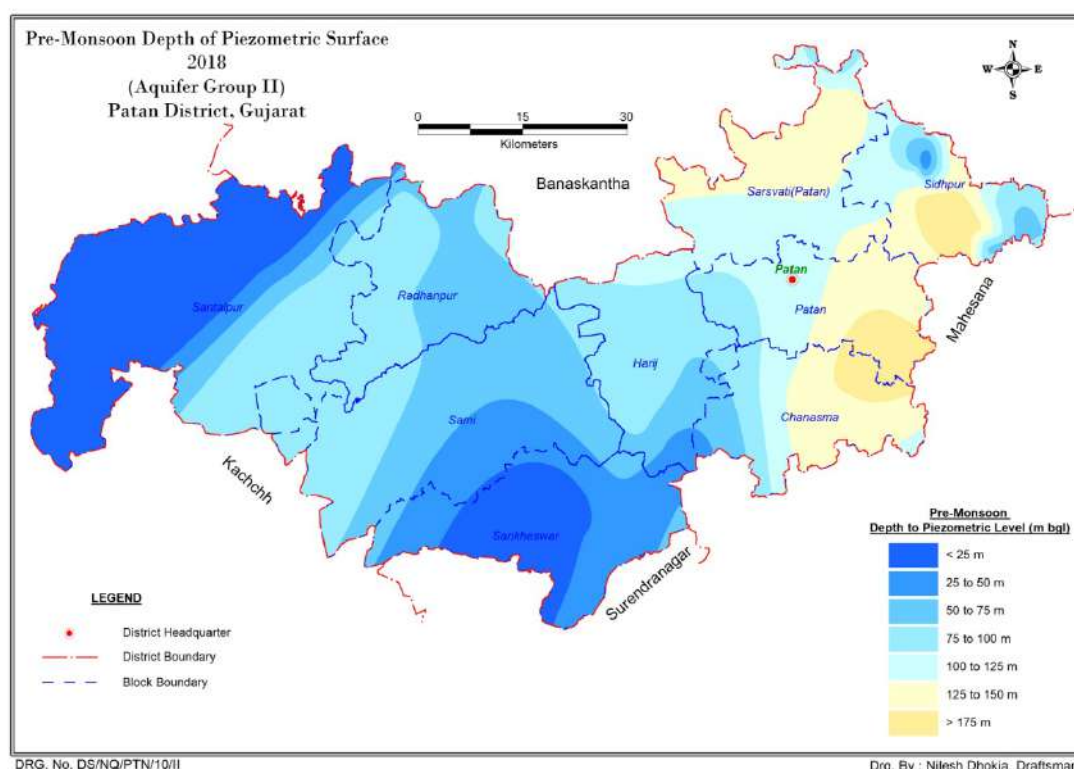 Pre-Monsoon Depth of Piezometric Surface
2018
(Aquifer Group II)
Patan District, Gujarat
N
W E
S
0 15 30
Kilometers
Banaskantha
Sarsvati(Patan)
Sidhpur
Patan
Santalpur
Radhanpur
Patan
Mahesana
Harij
Sami
Chanasma
Kachchh
Sankheswar
Surendranagar
Pre-Monsoon
Depth to Piezometric Level (m bgl)
< 25 m
25 to 50 m
50 to 75 m
75 to 100 m
100 to 125 m
125 to 150 m
> 175 m
LEGEND
District Headquarter
District Boundary
Block Boundary
DRG. No. DS/NQ/PTN/10/II
Drg. By : Nilesh Dhokia, Draftsman